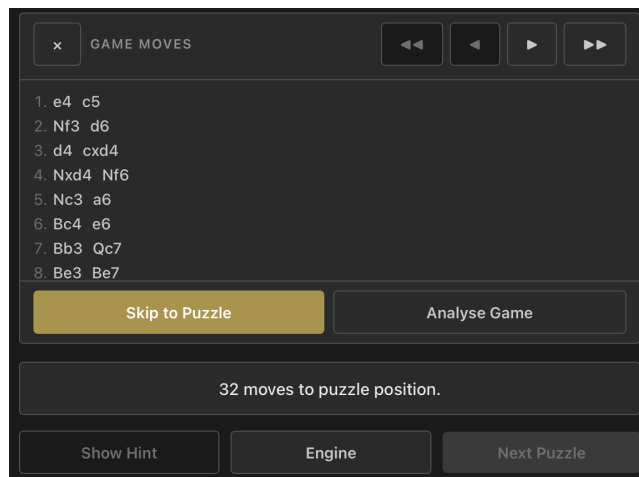 × GAME MOVES
1. e4 c5
2. Nf3 d6
3. d4 cxd4
4. Nxd4 Nf6
5. Nc3 a6
6. Bc4 e6
7. Bb3 Qc7
8. Be3 Be7
Skip to Puzzle Analyse Game
32 moves to puzzle position.
Show Hint Engine Next Puzzle